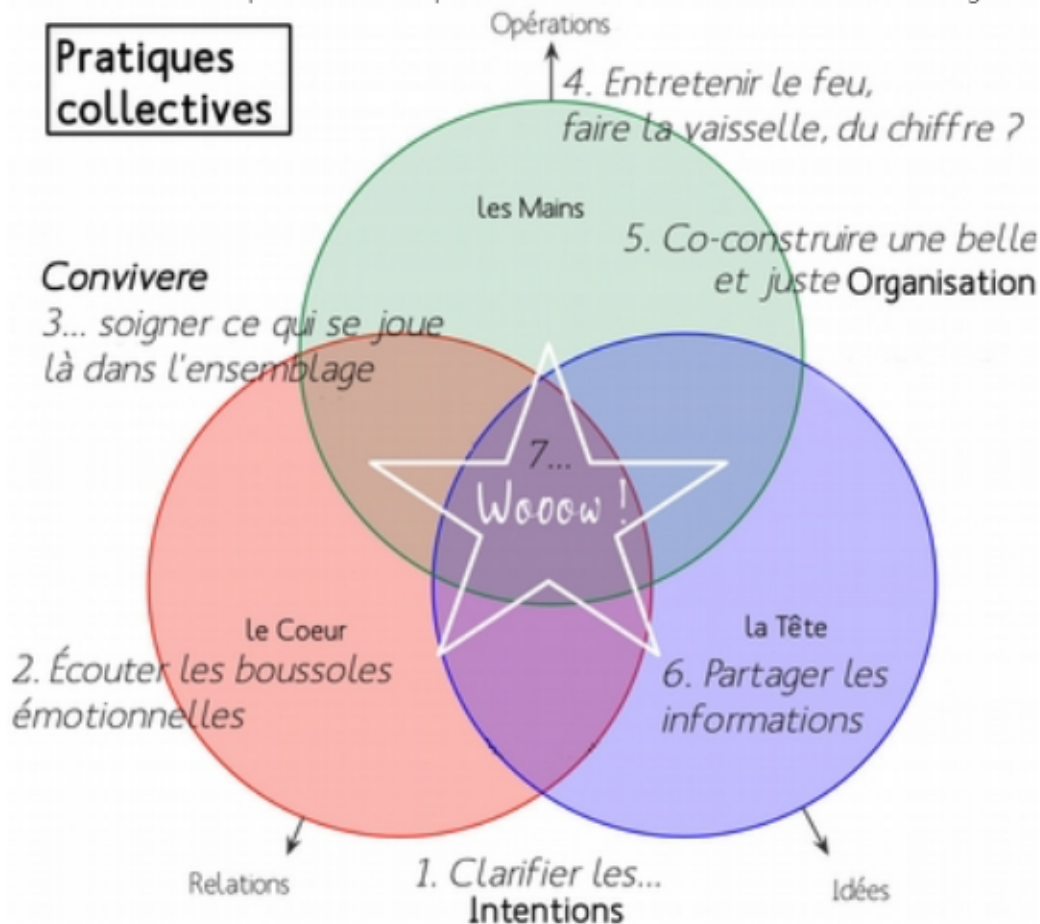 Opérations
Pratiques
collectives
4. Entretenir le feu,
faire la vaisselle, du chiffre ?
les Mains
5. Co-construire une belle
et juste Organisation
Convivere
3... soigner ce qui se joue
là dans l'ensemblage
7...
Wooow !
le Coeur
la Tête
2. Écouter les boussoles
émotionnelles
6. Partager les
informations
Relations
1. Clarifier les...
Intentions
Idées